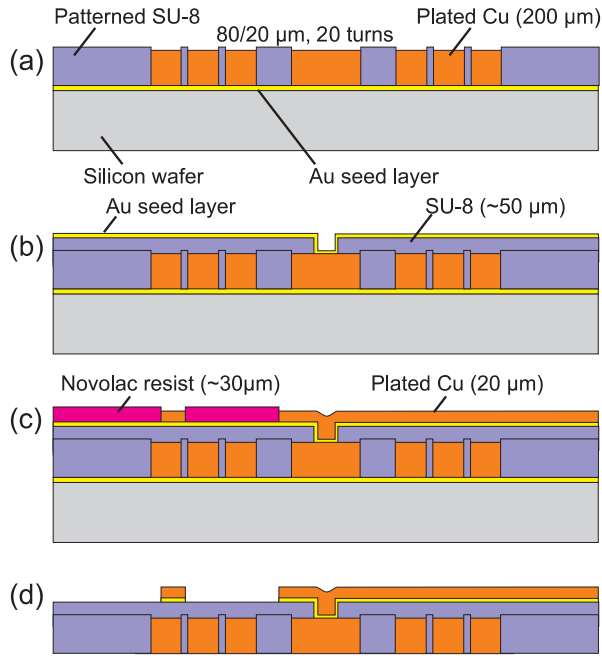 Patterned SU-8
Plated Cu (200 µm)
80/20 µm, 20 turns
(a)
Silicon wafer
Au seed layer
Au seed layer
SU-8 (~50 µm)
(b)
Novolac resist (~30µm)
Plated Cu (20 µm)
(c)
(d)